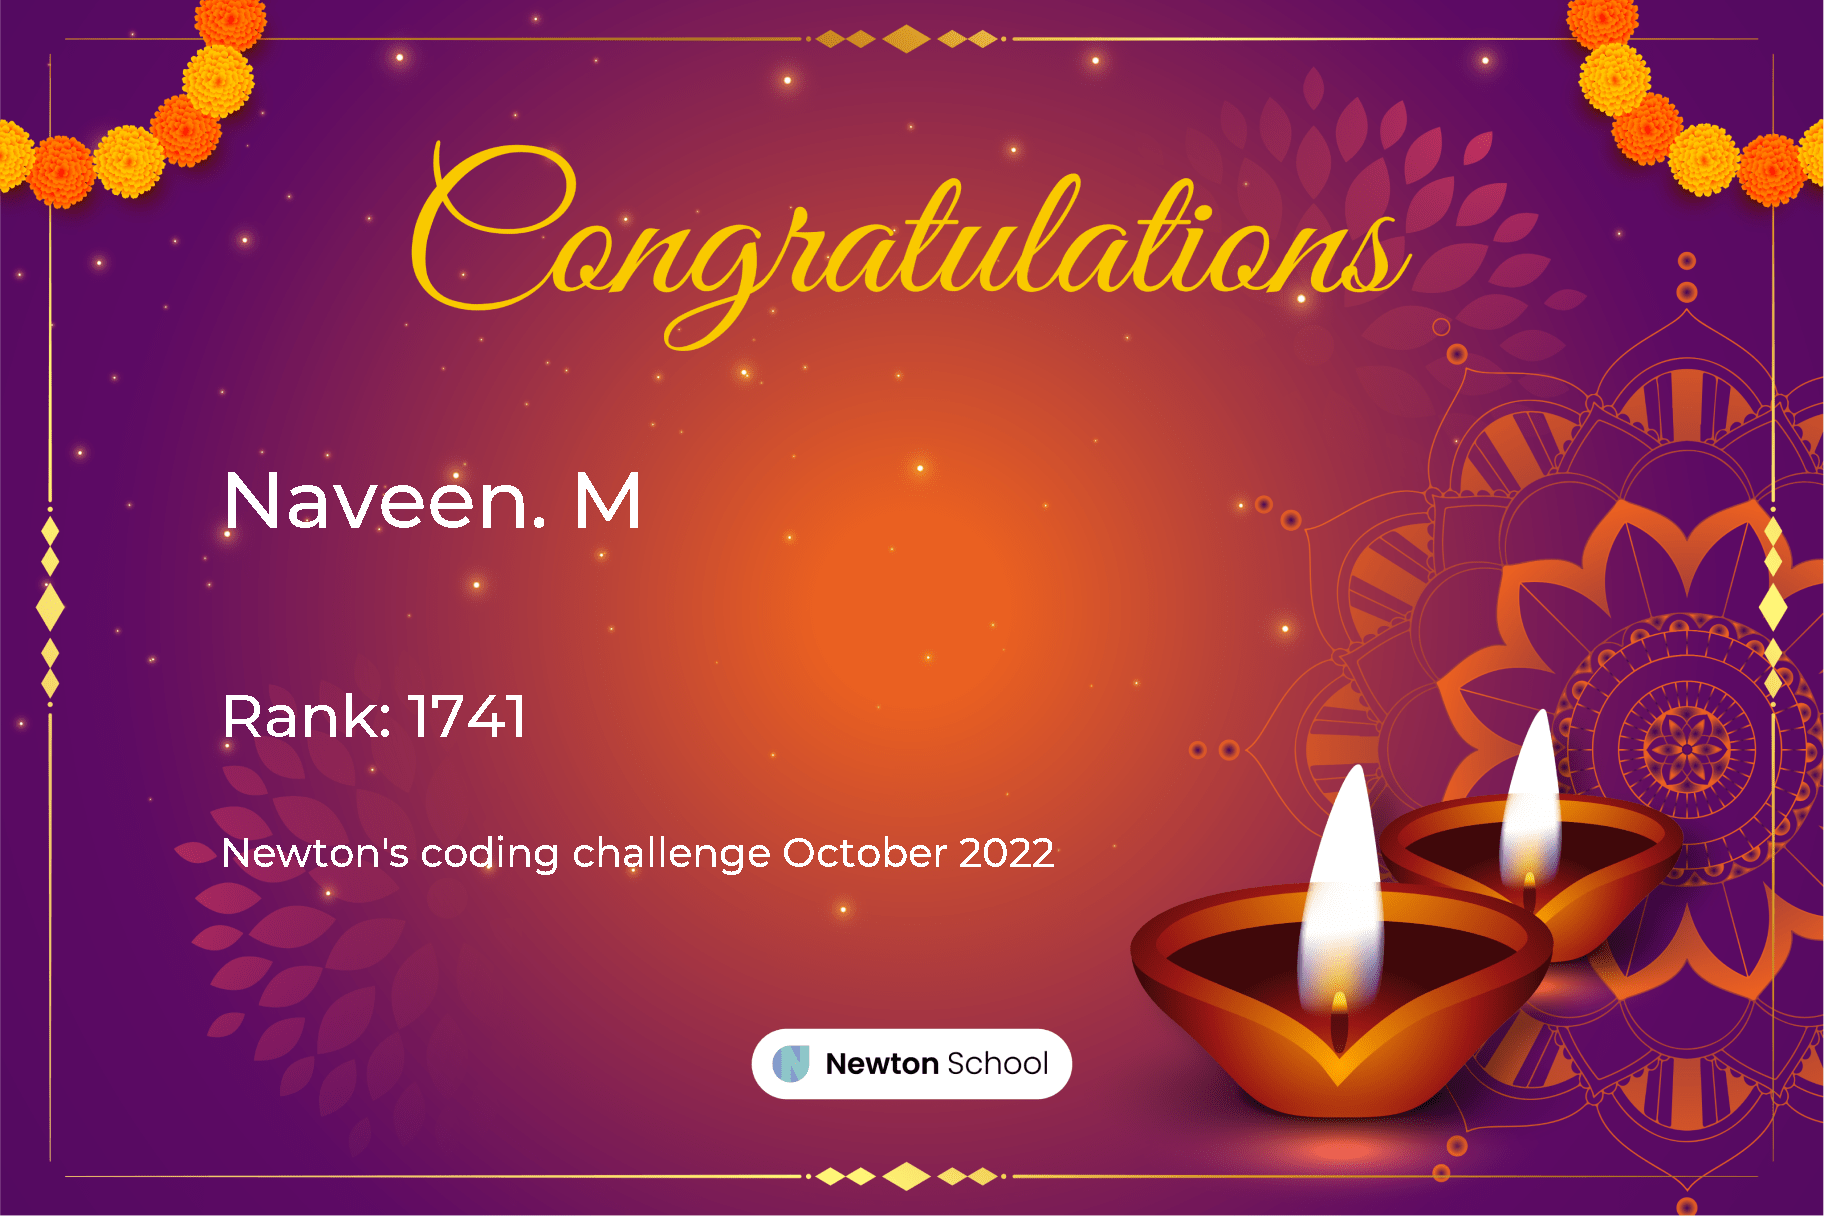 Congratulations
Naveen. M
Rank: 1741
Newton's coding challenge October 2022
Newton School